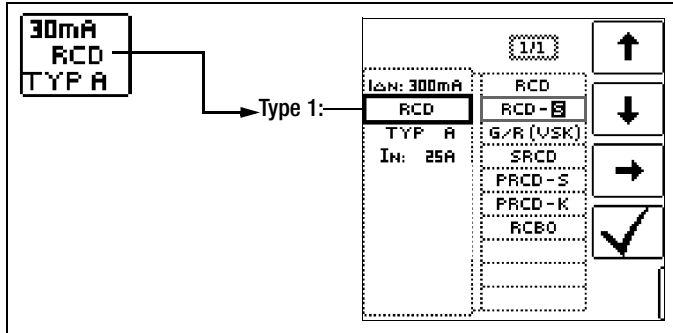 30mA
RCD
TYP A
Type 1:
1/1
I△N: 300mA
RCD
TYP A
IN: 25A
RCD
RCD-S
G/R (VSK)
SRCD
PRCD-S
PRCD-K
RCBO